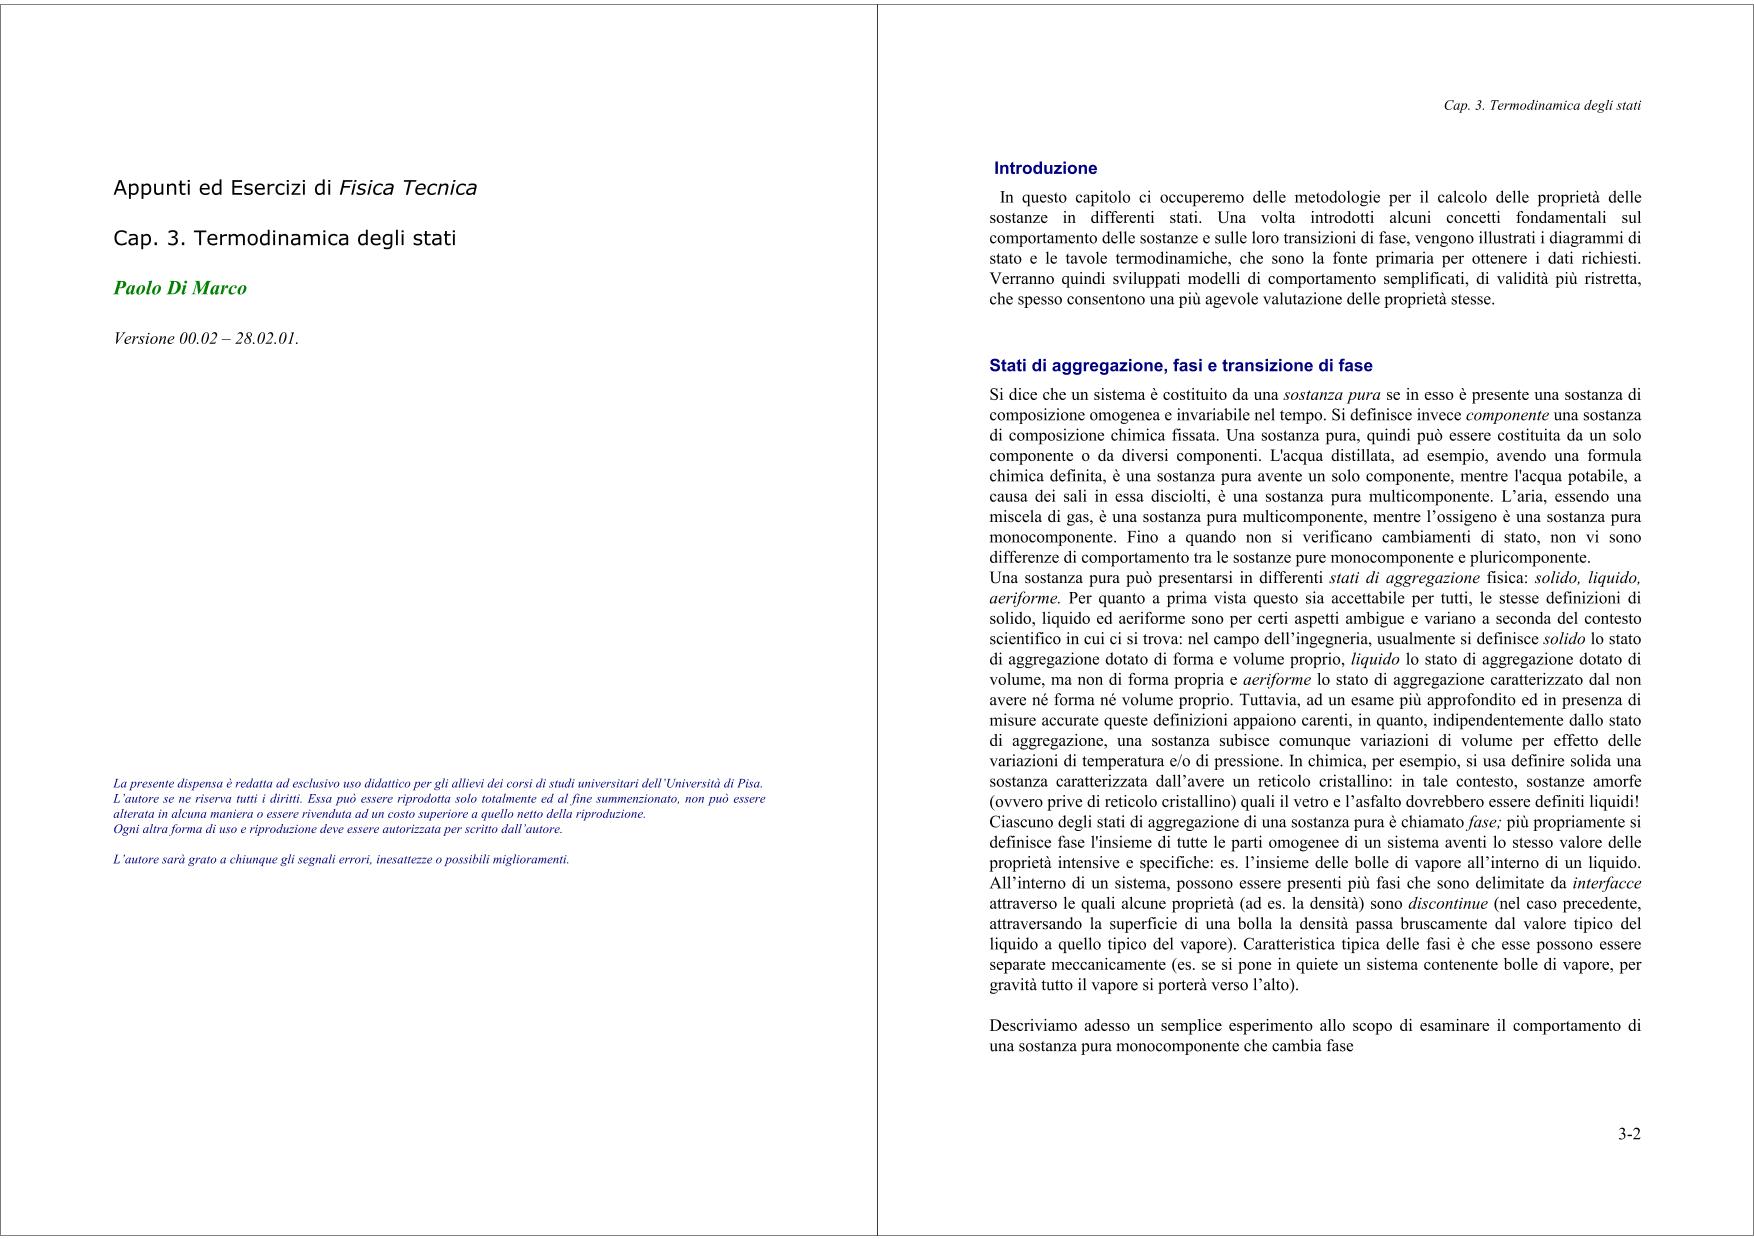 Appunti ed Esercizi di Fisica Tecnica
Cap. 3. Termodinamica degli stati
Paolo Di Marco
Versione 00.02 – 28.02.01.
La presente dispensa è redatta ad esclusivo uso didattico per gli allievi dei corsi di studi universitari dell'Università di Pisa.
L'autore se ne riserva tutti i diritti. Essa può essere riprodotta solo totalmente ed al fine summenzionato, non può essere
alterata in alcuna maniera o essere rivenduta ad un costo superiore a quello netto della riproduzione.
Ogni altra forma di uso e riproduzione deve essere autorizzata per scritto dall'autore.
L'autore sarà grato a chiunque gli segnali errori, inesattezze o possibili miglioramenti.
Cap. 3. Termodinamica degli stati
Introduzione
In questo capitolo ci occuperemo delle metodologie per il calcolo delle proprietà delle
sostanze in differenti stati. Una volta introdotti alcuni concetti fondamentali sul
comportamento delle sostanze e sulle loro transizioni di fase, vengono illustrati i diagrammi di
stato e le tavole termodinamiche, che sono la fonte primaria per ottenere i dati richiesti.
Verranno quindi sviluppati modelli di comportamento semplificati, di validità più ristretta,
che spesso consentono una più agevole valutazione delle proprietà stesse.
Stati di aggregazione, fasi e transizione di fase
Si dice che un sistema è costituito da una sostanza pura se in esso è presente una sostanza di
composizione omogenea e invariabile nel tempo. Si definisce invece componente una sostanza
di composizione chimica fissata. Una sostanza pura, quindi può essere costituita da un solo
componente o da diversi componenti. L'acqua distillata, ad esempio, avendo una formula
chimica definita, è una sostanza pura avente un solo componente, mentre l'acqua potabile, a
causa dei sali in essa disciolti, è una sostanza pura multicomponente. L'aria, essendo una
miscela di gas, è una sostanza pura multicomponente, mentre l'ossigeno è una sostanza pura
monocomponente. Fino a quando non si verificano cambiamenti di stato, non vi sono
differenze di comportamento tra le sostanze pure monocomponente e pluricomponente.
Una sostanza pura può presentarsi in differenti stati di aggregazione fisica: solido, liquido,
aeriforme. Per quanto a prima vista questo sia accettabile per tutti, le stesse definizioni di
solido, liquido ed aeriforme sono per certi aspetti ambigue e variano a seconda del contesto
scientifico in cui ci si trova: nel campo dell'ingegneria, usualmente si definisce solido lo stato
di aggregazione dotato di forma e volume proprio, liquido lo stato di aggregazione dotato di
volume, ma non di forma propria e aeriforme lo stato di aggregazione caratterizzato dal non
avere né forma né volume proprio. Tuttavia, ad un esame più approfondito ed in presenza di
misure accurate queste definizioni appaiono carenti, in quanto, indipendentemente dallo stato
di aggregazione, una sostanza subisce comunque variazioni di volume per effetto delle
variazioni di temperatura e/o di pressione. In chimica, per esempio, si usa definire solida una
sostanza caratterizzata dall'avere un reticolo cristallino: in tale contesto, sostanze amorfe
(ovvero prive di reticolo cristallino) quali il vetro e l'asfalto dovrebbero essere definiti liquidi!
Ciascuno degli stati di aggregazione di una sostanza pura è chiamato fase; più propriamente si
definisce fase l'insieme di tutte le parti omogenee di un sistema aventi lo stesso valore delle
proprietà intensive e specifiche: es. l'insieme delle bolle di vapore all'interno di un liquido.
All'interno di un sistema, possono essere presenti più fasi che sono delimitate da interfacce
attraverso le quali alcune proprietà (ad es. la densità) sono discontinue (nel caso precedente,
attraversando la superficie di una bolla la densità passa bruscamente dal valore tipico del
liquido a quello tipico del vapore). Caratteristica tipica delle fasi è che esse possono essere
separate meccanicamente (es. se si pone in quiete un sistema contenente bolle di vapore, per
gravità tutto il vapore si porterà verso l'alto).
Descriviamo adesso un semplice esperimento allo scopo di esaminare il comportamento di
una sostanza pura monocomponente che cambia fase
3-2